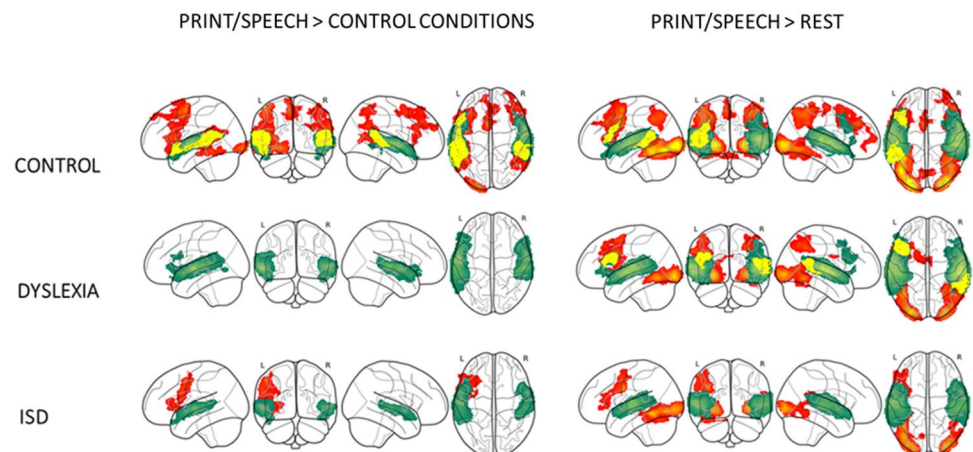 PRINT/SPEECH > CONTROL CONDITIONS
PRINT/SPEECH > REST
L R L R
L R L R
CONTROL
L R L R
L R L R
DYSLEXIA
L R L R
L R L R
ISD